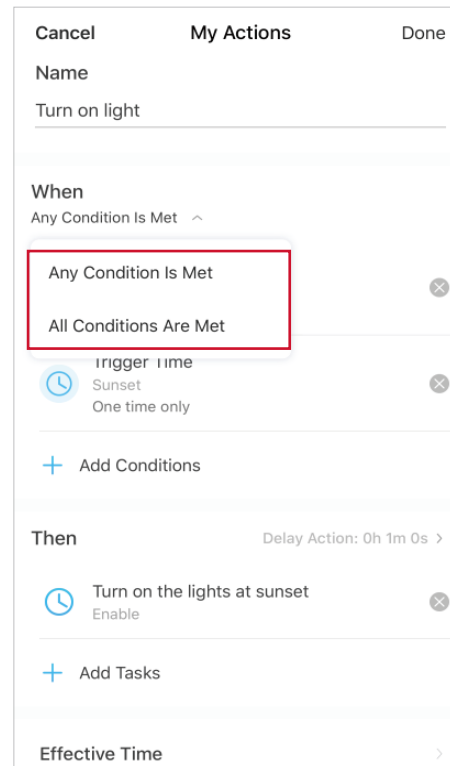 Cancel My Actions Done
Name
Turn on light
When
Any Condition Is Met
Any Condition Is Met
All Conditions Are Met
Trigger Time
Sunset
One time only
Add Conditions
Then Delay Action: 0h 1m 0s
Turn on the lights at sunset
Enable
Add Tasks
Effective Time